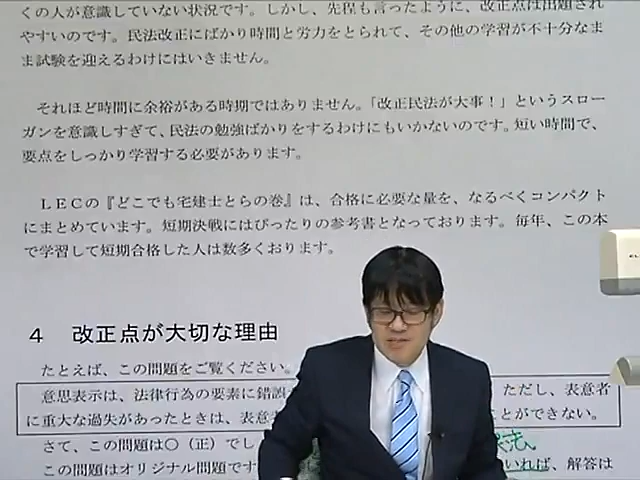 くの人が意識していない状況です。しかし、先程も言ったように、改正点は出題され
やすいのです。民法改正にばかり時間と労力をとられて、その他の学習が不十分なま
ま試験を迎えるわけにはいきません。
それほど時間に余裕がある時期ではありません。「改正民法が大事！」というスロー
ガンを意識しすぎて、民法の勉強ばかりをするわけにもいかないのです。短い時間で、
要点をしっかり学習する必要があります。
ＬＥＣの『どこでも宅建士とらの巻』は、合格に必要な量を、なるべくコンパクト
にまとめています。短期決戦にはぴったりの参考書となっております。毎年、この本
で学習して短期合格した人は数多くおります。
４　改正点が大切な理由
たとえば、この問題をご覧ください。
意思表示は、法律行為の要素に錯誤 ただし、表意者
に重大な過失があったときは、表意者 ことができない。
さて、この問題は○（正）でし
この問題はオリジナル問題です いれば、解答は